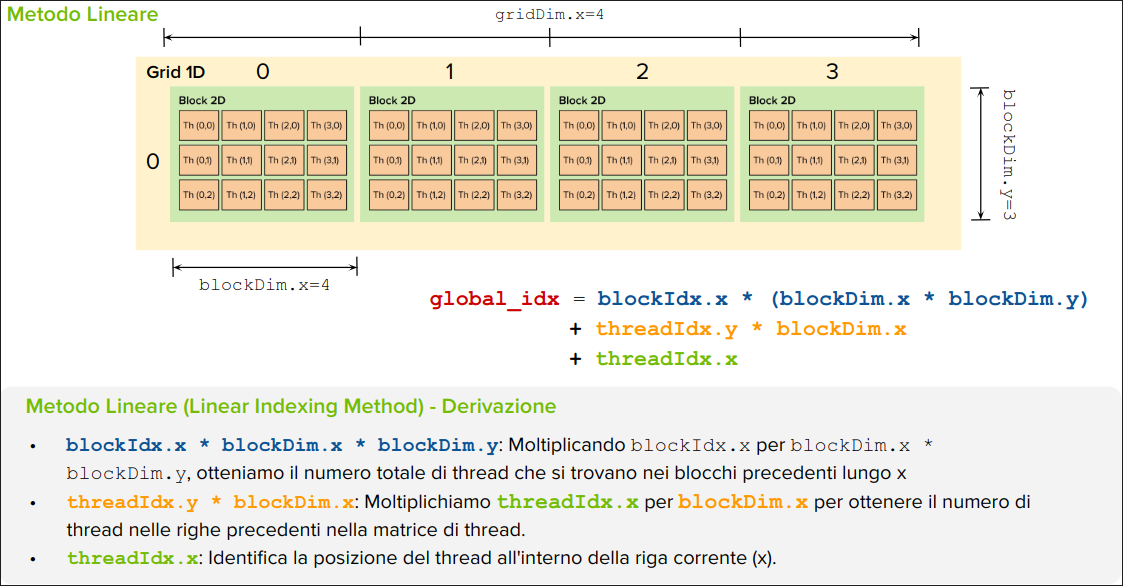 Metodo Lineare
gridDim.x=4
Grid 1D 0 1 2 3
Block 2D Block 2D Block 2D Block 2D
Th (0,0) Th (1,0) Th (2,0) Th (3,0) Th (0,0) Th (1,0) Th (2,0) Th (3,0) Th (0,0) Th (1,0) Th (2,0) Th (3,0) Th (0,0) Th (1,0) Th (2,0) Th (3,0)
0 Th (0,1) Th (1,1) Th (2,1) Th (3,1) Th (0,1) Th (1,1) Th (2,1) Th (3,1) Th (0,1) Th (1,1) Th (2,1) Th (3,1) Th (0,1) Th (1,1) Th (2,1) Th (3,1)
Th (0,2) Th (1,2) Th (2,2) Th (3,2) Th (0,2) Th (1,2) Th (2,2) Th (3,2) Th (0,2) Th (1,2) Th (2,2) Th (3,2) Th (0,2) Th (1,2) Th (2,2) Th (3,2)
blockDim.y=3
blockDim.x=4
global_idx = blockIdx.x * (blockDim.x * blockDim.y)
+ threadIdx.y * blockDim.x
+ threadIdx.x
Metodo Lineare (Linear Indexing Method) - Derivazione
• blockIdx.x * blockDim.x * blockDim.y: Moltiplicando blockIdx.x per blockDim.x *
blockDim.y, otteniamo il numero totale di thread che si trovano nei blocchi precedenti lungo x
• threadIdx.y * blockDim.x: Moltiplichiamo threadIdx.x per blockDim.x per ottenere il numero di
thread nelle righe precedenti nella matrice di thread.
• threadIdx.x: Identifica la posizione del thread all'interno della riga corrente (x).